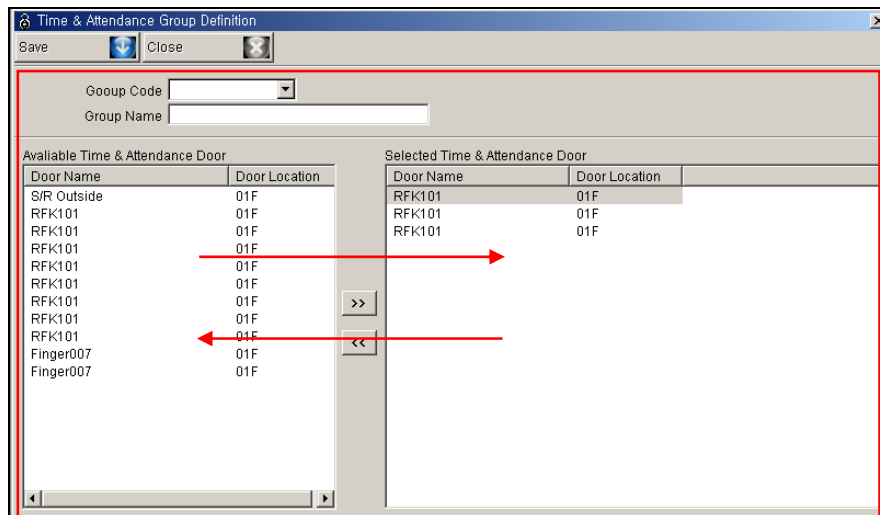 Time & Attendance Group Definition
Save Close
Gooup Code
Group Name
Avaliable Time & Attendance Door
Door Name Door Location
S/R Outside 01F
RFK101 01F
RFK101 01F
RFK101 01F
RFK101 01F
RFK101 01F
RFK101 01F
RFK101 01F
RFK101 01F
Finger007 01F
Finger007 01F
>>
<<
Selected Time & Attendance Door
Door Name Door Location
RFK101 01F
RFK101 01F
RFK101 01F